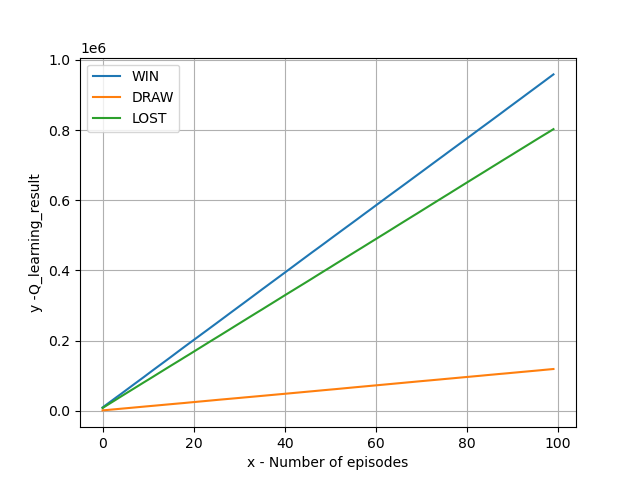 1e6
1.0
0.8
0.6
0.4
0.2
0.0
y -Q_learning_result
WIN
DRAW
LOST
0 20 40 60 80 100
x - Number of episodes